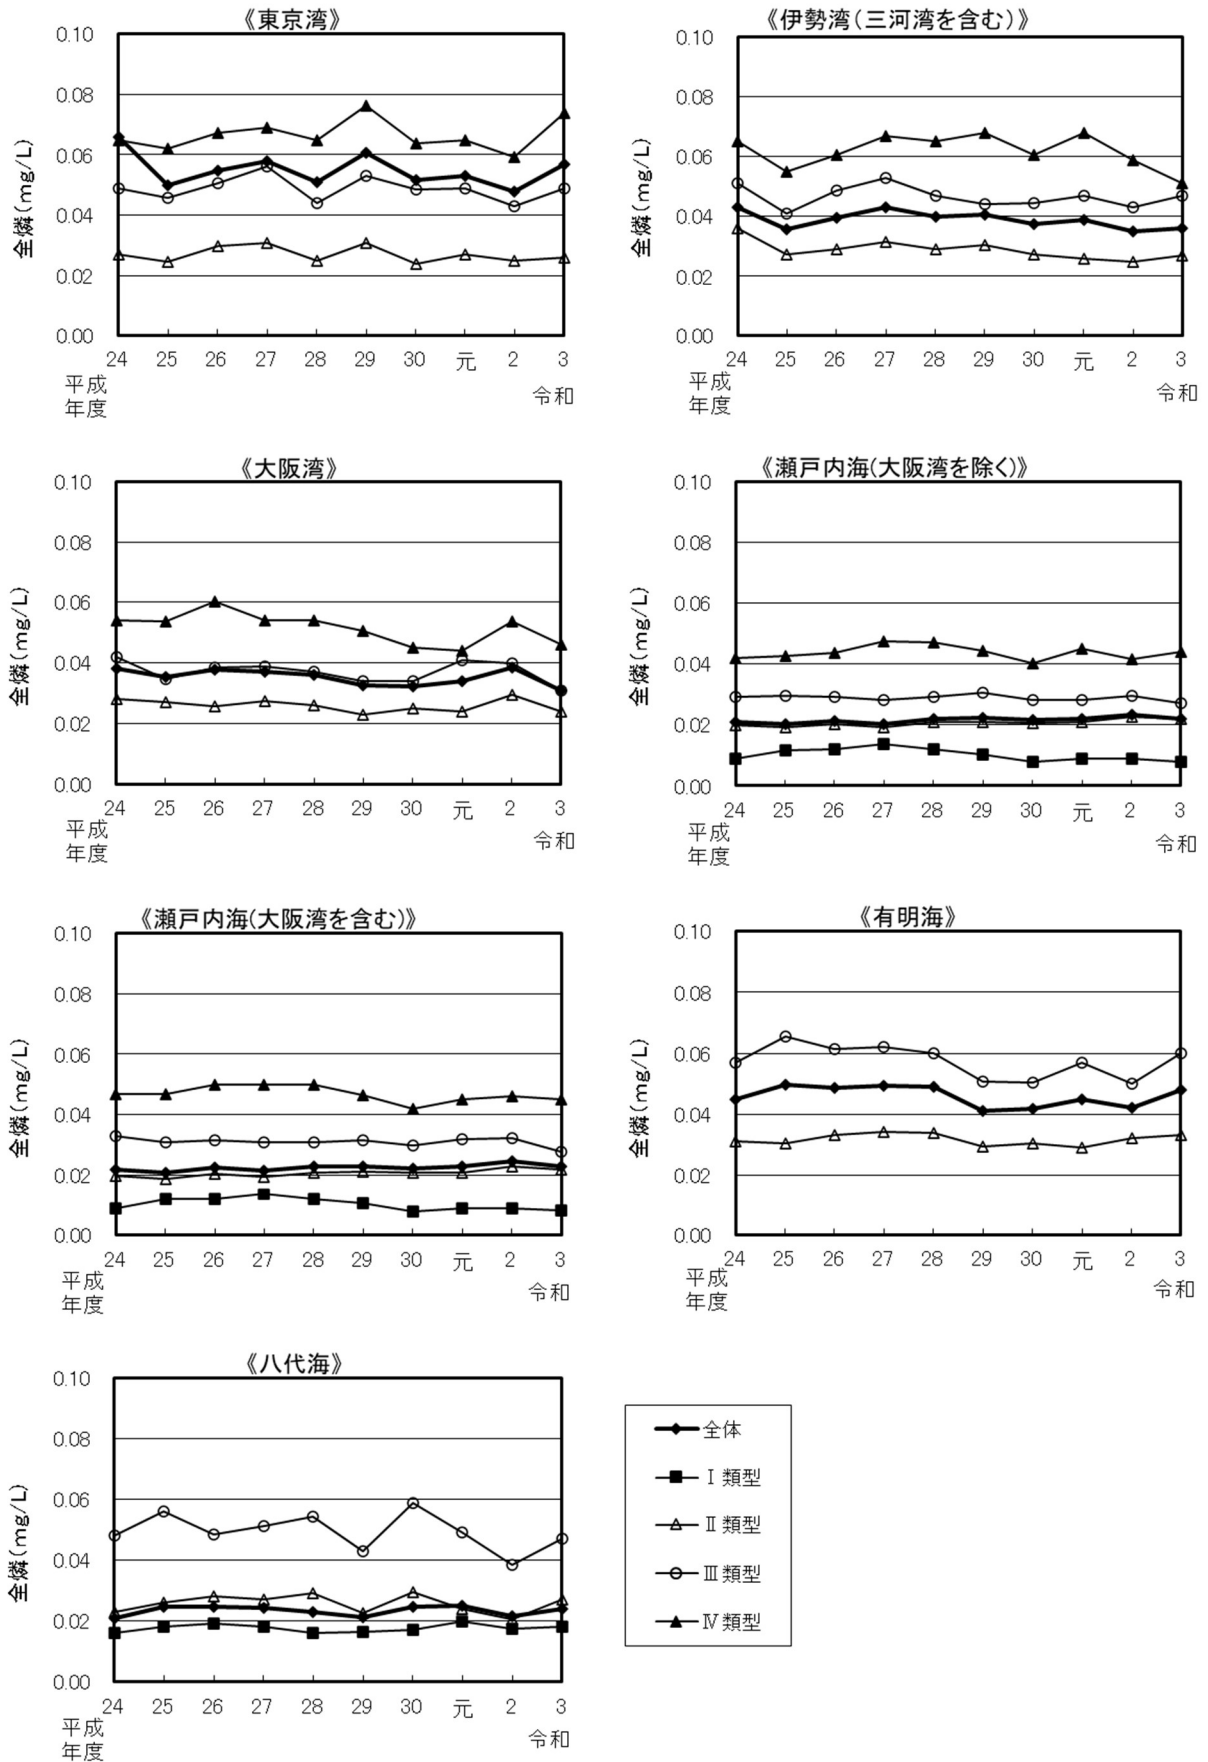 《東京湾》
0.10
0.08
0.06
0.04
0.02
0.00
全燐(mg/L)
24 25 26 27 28 29 30 元 2 3
平成
年度
令和
《伊勢湾(三河湾を含む)》
0.10
0.08
0.06
0.04
0.02
0.00
全燐(mg/L)
24 25 26 27 28 29 30 元 2 3
平成
年度
令和
《大阪湾》
0.10
0.08
0.06
0.04
0.02
0.00
全燐(mg/L)
24 25 26 27 28 29 30 元 2 3
平成
年度
令和
《瀬戸内海(大阪湾を除く)》
0.10
0.08
0.06
0.04
0.02
0.00
全燐(mg/L)
24 25 26 27 28 29 30 元 2 3
平成
年度
令和
《瀬戸内海(大阪湾を含む)》
0.10
0.08
0.06
0.04
0.02
0.00
全燐(mg/L)
24 25 26 27 28 29 30 元 2 3
平成
年度
令和
《有明海》
0.10
0.08
0.06
0.04
0.02
0.00
全燐(mg/L)
24 25 26 27 28 29 30 元 2 3
平成
年度
令和
《八代海》
0.10
0.08
0.06
0.04
0.02
0.00
全燐(mg/L)
24 25 26 27 28 29 30 元 2 3
平成
年度
令和
全体
Ⅰ類型
Ⅱ類型
Ⅲ類型
Ⅳ類型